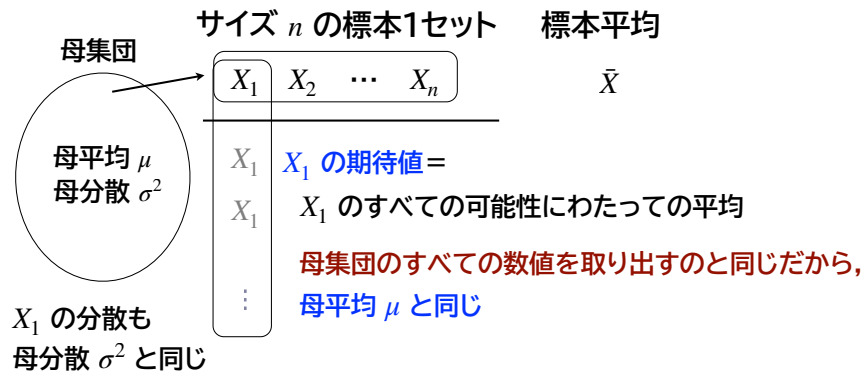 サイズ n の標本1セット 標本平均
母集団
X₁ X₂ ⋯ Xₙ X̄
母平均 μ
母分散 σ²
X₁ X₁ の期待値=
X₁ X₁ のすべての可能性にわたっての平均
母集団のすべての数値を取り出すのと同じだから,
⋮ 母平均 μ と同じ
X₁ の分散も
母分散 σ² と同じ